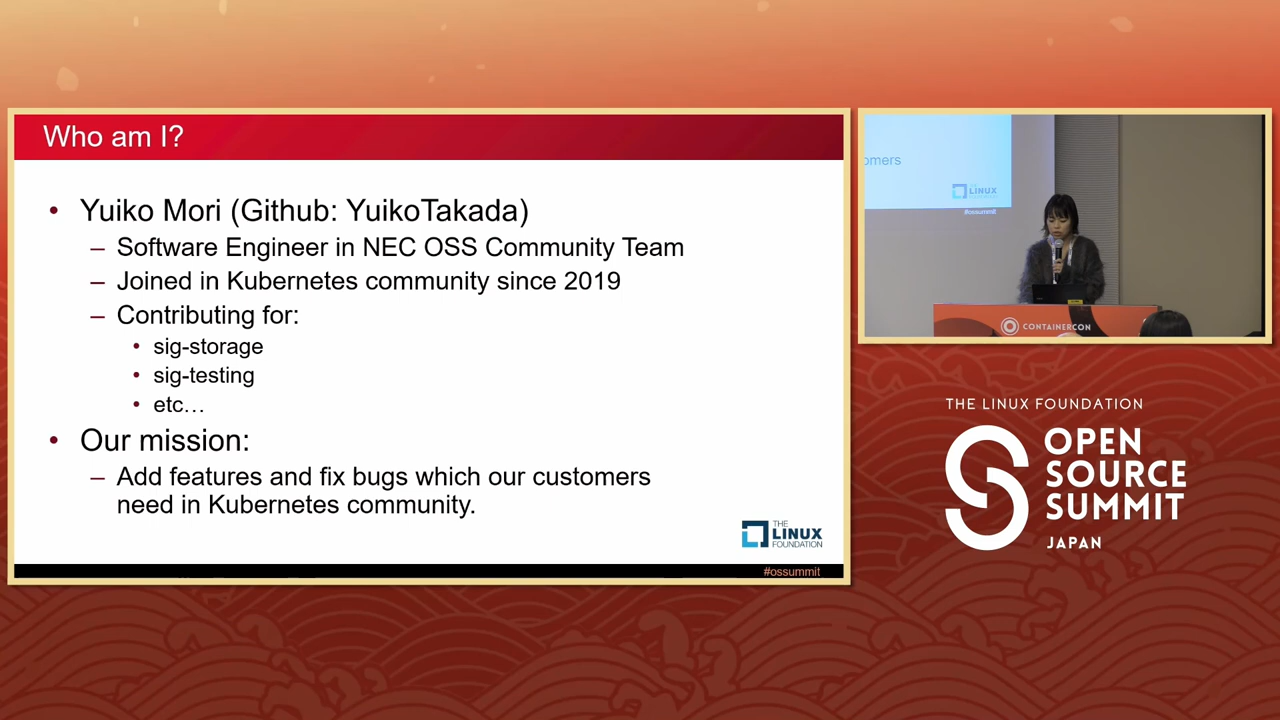 Who am I?
• Yuiko Mori (Github: YuikoTakada)
– Software Engineer in NEC OSS Community Team
– Joined in Kubernetes community since 2019
– Contributing for:
• sig-storage
• sig-testing
• etc…
• Our mission:
– Add features and fix bugs which our customers
need in Kubernetes community.
THE
LINUX
FOUNDATION
#ossummit
omers
THE
LINUX
FOUNDATION
#ossummit
CONTAINERCON
THE LINUX FOUNDATION
OPEN
SOURCE
SUMMIT
JAPAN